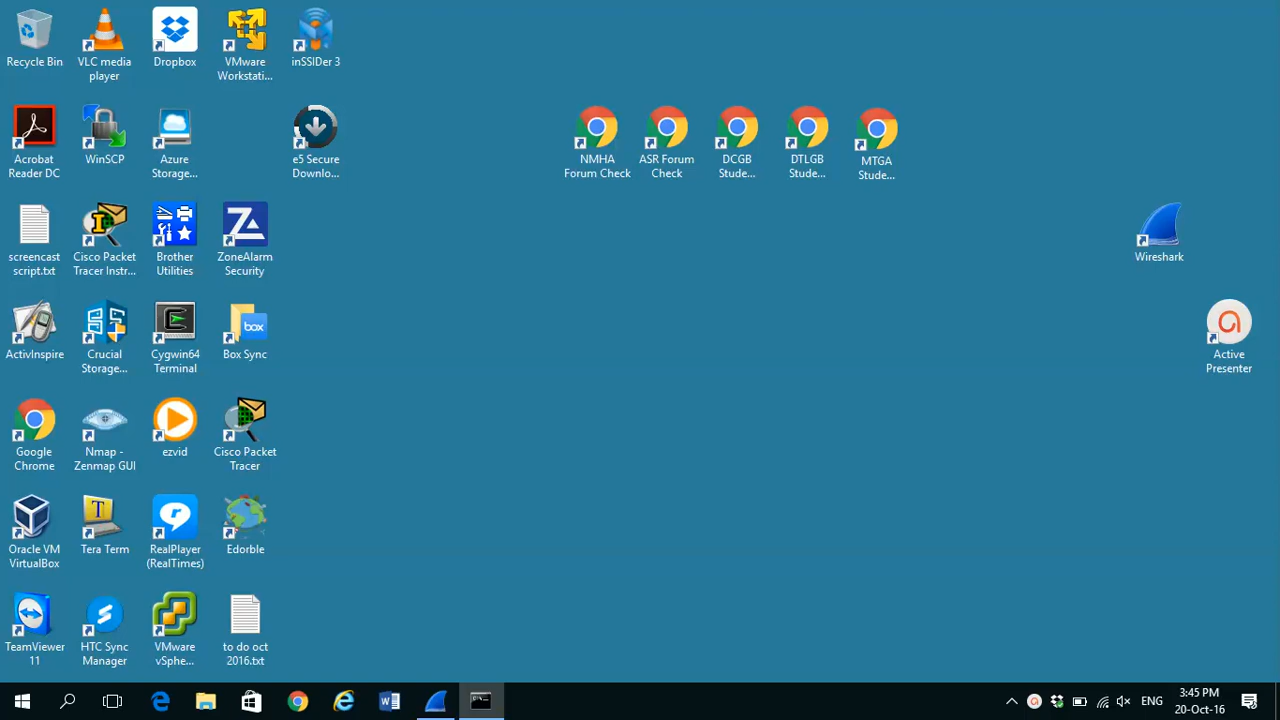 Recycle Bin
VLC media
player
Dropbox
VMware
Workstati...
inSSIDer 3
Acrobat
Reader DC
WinSCP
Azure
Storage...
e5 Secure
Downlo...
NMHA
Forum Check
ASR Forum
Check
DCGB
Stude...
DTLGB
Stude...
MTGA
Stude...
screencast
script.txt
Cisco Packet
Tracer Instr...
Brother
Utilities
ZoneAlarm
Security
Wireshark
ActivInspire
Crucial
Storage...
Cygwin64
Terminal
box
Box Sync
Active
Presenter
Google
Chrome
Nmap -
Zenmap GUI
ezvid
Cisco Packet
Tracer
Oracle VM
VirtualBox
Tera Term
RealPlayer
(RealTimes)
Edorble
TeamViewer
11
HTC Sync
Manager
VMware
vSphe...
to do oct
2016.txt
ENG
3:45 PM
20-Oct-16